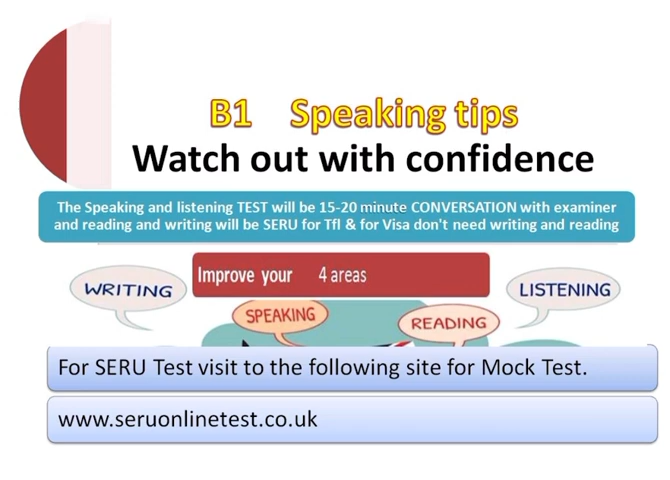 B1 Speaking tips
Watch out with confidence
The Speaking and listening TEST will be 15-20 minute CONVERSATION with examiner
and reading and writing will be SERU for Tfl & for Visa don't need writing and reading
Improve your 4 areas
WRITING
LISTENING
SPEAKING
READING
For SERU Test visit to the following site for Mock Test.
www.seruonlinetest.co.uk